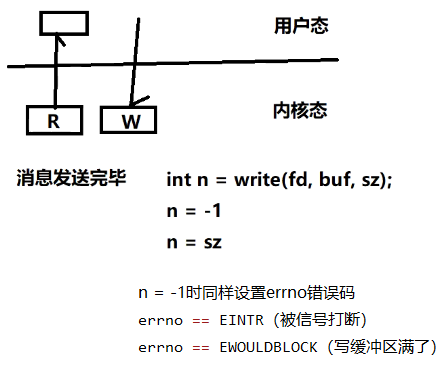 用户态
内核态
R
W
消息发送完毕
int n = write(fd, buf, sz);
n = -1
n = sz
n = -1时同样设置errno错误码
errno == EINTR（被信号打断）
errno == EWOULDBLOCK（写缓冲区满了）